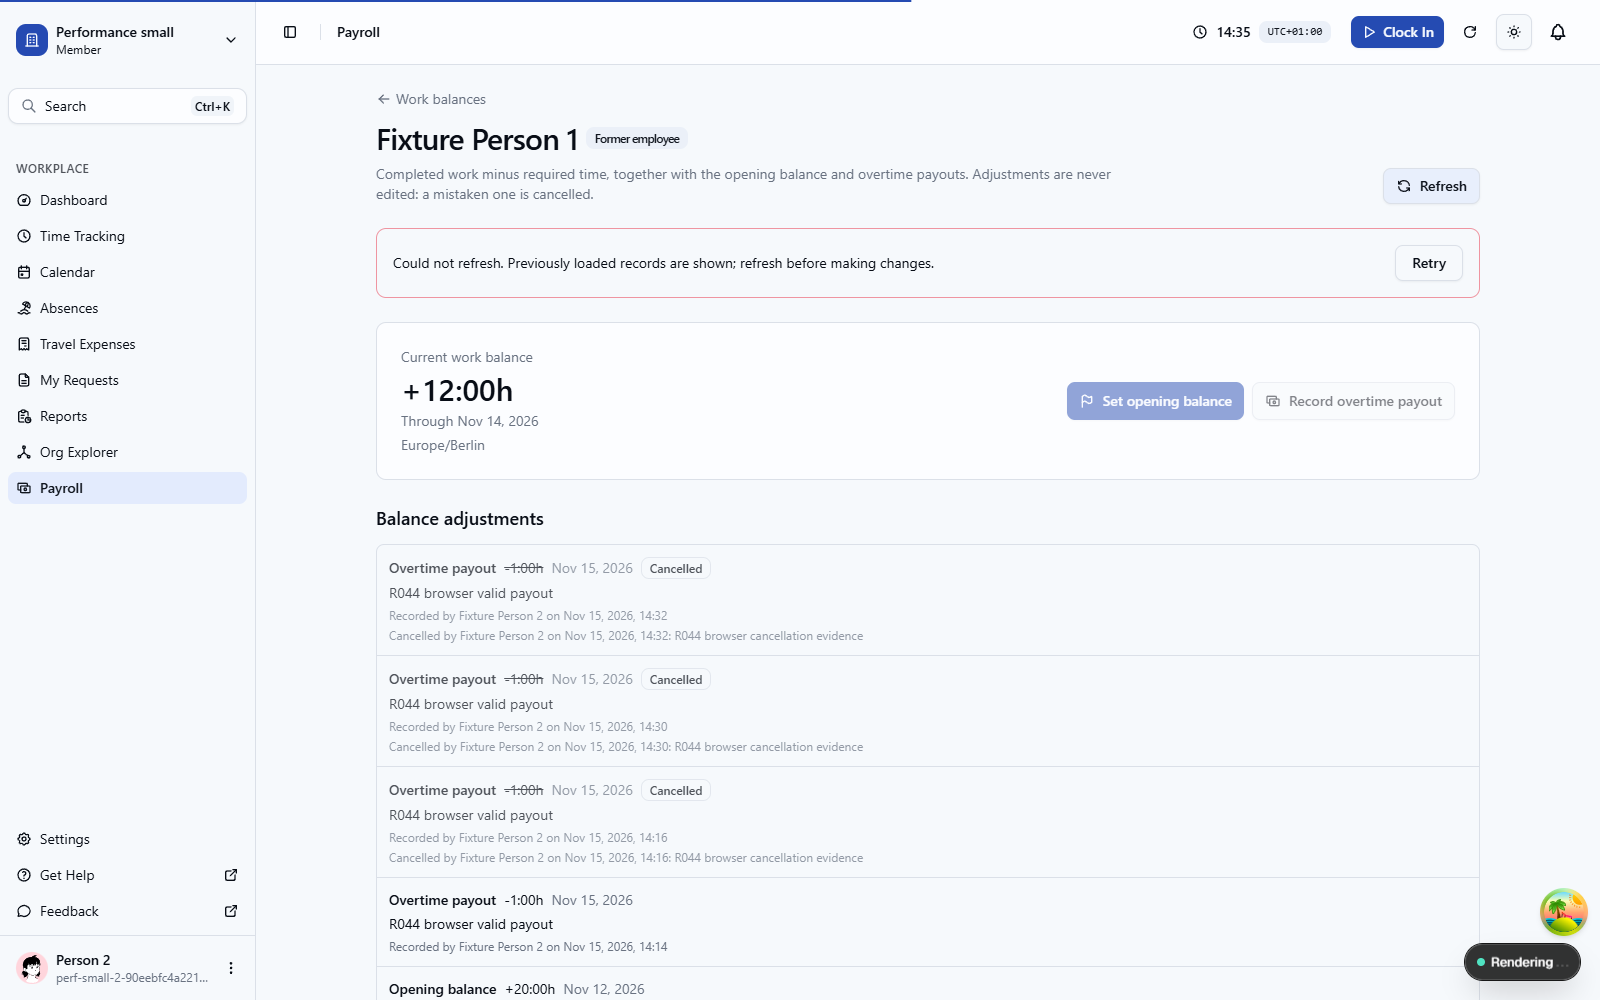 Performance small
Member
Payroll
14:35
UTC+01:00
Clock In
Search
Ctrl+K
WORKPLACE
Dashboard
Time Tracking
Calendar
Absences
Travel Expenses
My Requests
Reports
Org Explorer
Payroll
Settings
Get Help
Feedback
Person 2
perf-small-2-90eebfc4a221...
Work balances
Fixture Person 1
Former employee
Completed work minus required time, together with the opening balance and overtime payouts. Adjustments are never
edited: a mistaken one is cancelled.
Refresh
Could not refresh. Previously loaded records are shown; refresh before making changes.
Retry
Current work balance
+12:00h
Through Nov 14, 2026
Europe/Berlin
Set opening balance
Record overtime payout
Balance adjustments
Overtime payout -1:00h Nov 15, 2026 Cancelled
R044 browser valid payout
Recorded by Fixture Person 2 on Nov 15, 2026, 14:32
Cancelled by Fixture Person 2 on Nov 15, 2026, 14:32: R044 browser cancellation evidence
Overtime payout -1:00h Nov 15, 2026 Cancelled
R044 browser valid payout
Recorded by Fixture Person 2 on Nov 15, 2026, 14:30
Cancelled by Fixture Person 2 on Nov 15, 2026, 14:30: R044 browser cancellation evidence
Overtime payout -1:00h Nov 15, 2026 Cancelled
R044 browser valid payout
Recorded by Fixture Person 2 on Nov 15, 2026, 14:16
Cancelled by Fixture Person 2 on Nov 15, 2026, 14:16: R044 browser cancellation evidence
Overtime payout -1:00h Nov 15, 2026
R044 browser valid payout
Recorded by Fixture Person 2 on Nov 15, 2026, 14:14
Opening balance +20:00h Nov 12, 2026
Rendering...